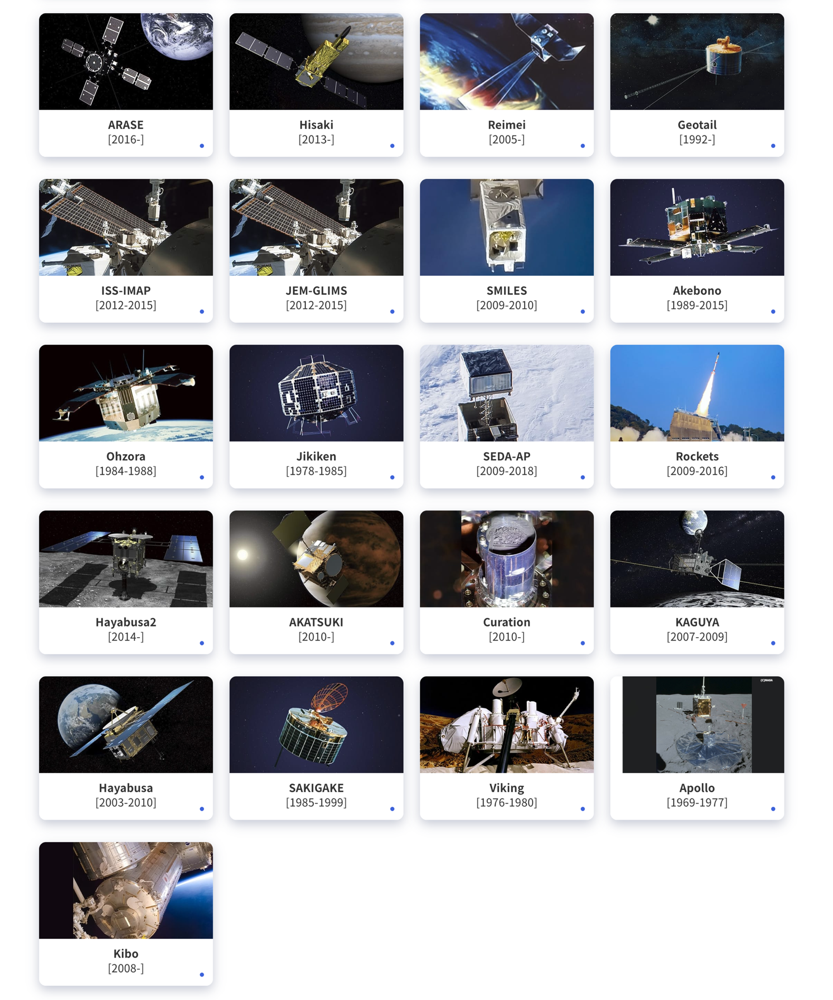 ARASE
[2016-]
Hisaki
[2013-]
Reimei
[2005-]
Geotail
[1992-]
ISS-IMAP
[2012-2015]
JEM-GLIMS
[2012-2015]
SMILES
[2009-2010]
Akebono
[1989-2015]
Ohzora
[1984-1988]
Jikiken
[1978-1985]
SEDA-AP
[2009-2018]
Rockets
[2009-2016]
Hayabusa2
[2014-]
AKATSUKI
[2010-]
Curation
[2010-]
KAGUYA
[2007-2009]
(C)NASA
Hayabusa
[2003-2010]
SAKIGAKE
[1985-1999]
Viking
[1976-1980]
Apollo
[1969-1977]
Kibo
[2008-]